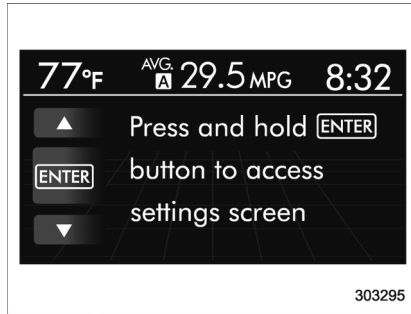 77°F AVG. A 29.5 MPG 8:32
Press and hold ENTER
ENTER button to access
settings screen
303295